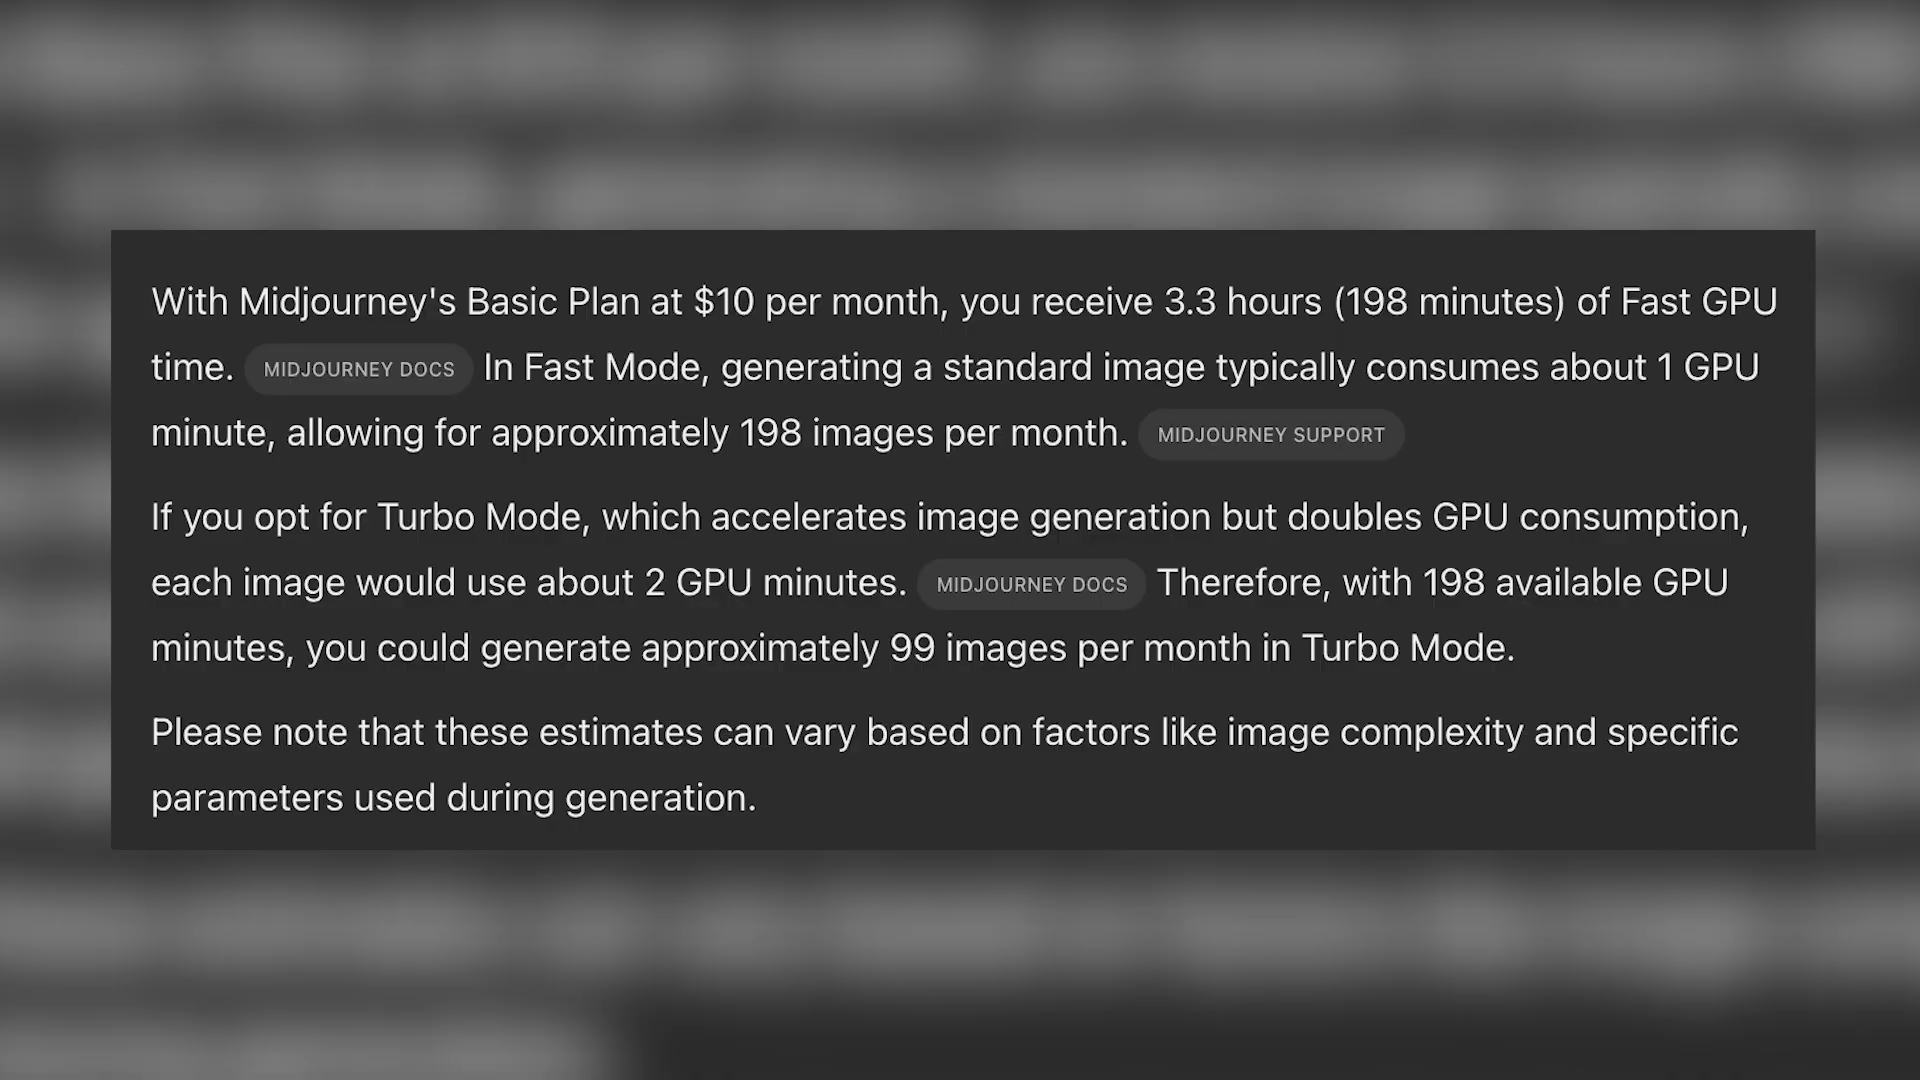 With Midjourney's Basic Plan at $10 per month, you receive 3.3 hours (198 minutes) of Fast GPU
time. MIDJOURNEY DOCS In Fast Mode, generating a standard image typically consumes about 1 GPU
minute, allowing for approximately 198 images per month. MIDJOURNEY SUPPORT
If you opt for Turbo Mode, which accelerates image generation but doubles GPU consumption,
each image would use about 2 GPU minutes. MIDJOURNEY DOCS Therefore, with 198 available GPU
minutes, you could generate approximately 99 images per month in Turbo Mode.
Please note that these estimates can vary based on factors like image complexity and specific
parameters used during generation.